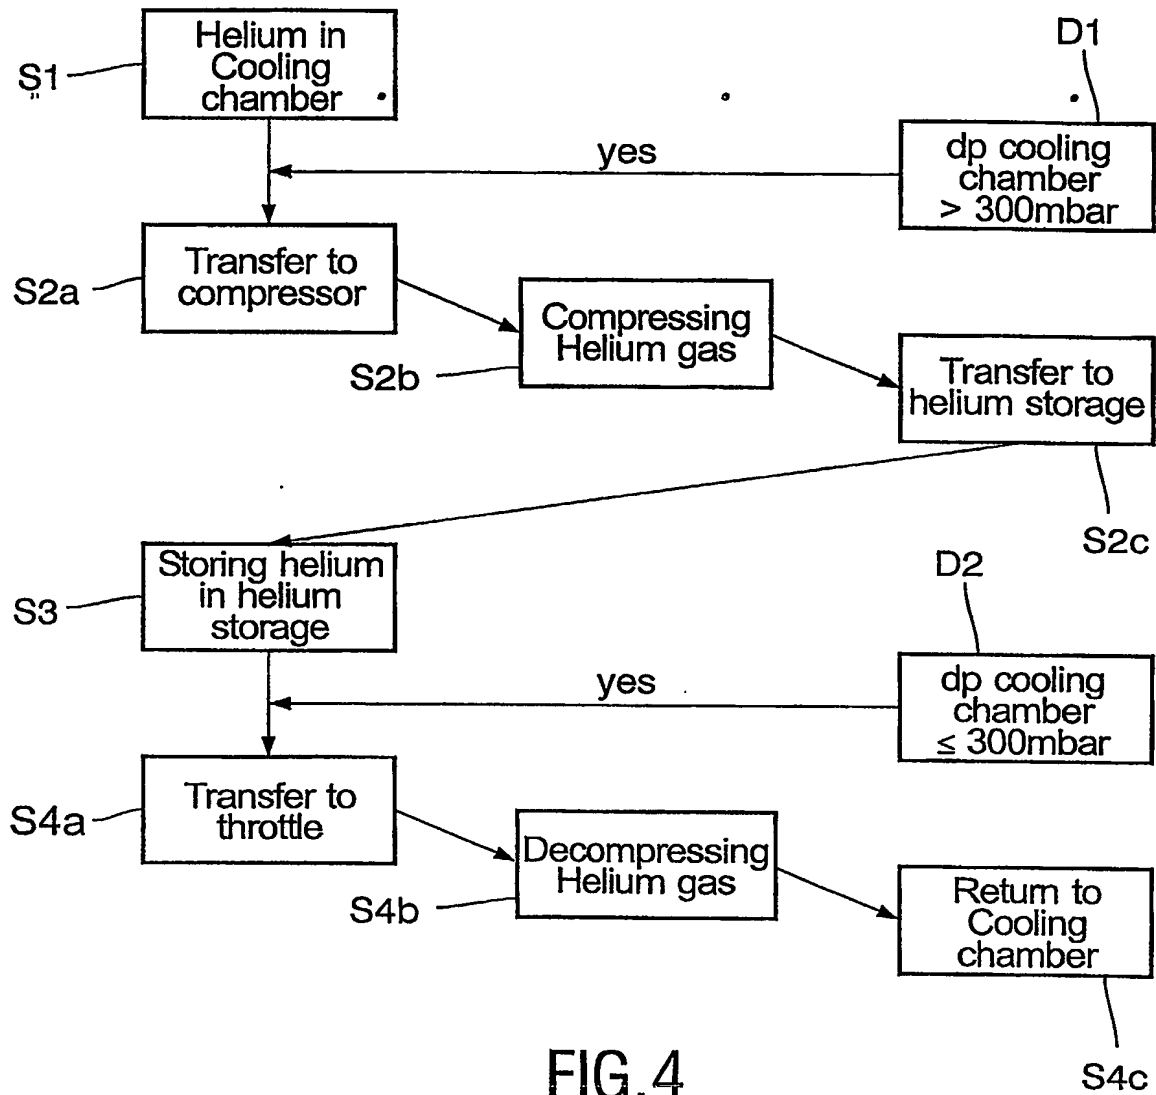 Helium in
Cooling
chamber
S1
D1
dp cooling
chamber
> 300mbar
yes
Transfer to
compressor
S2a
Compressing
Helium gas
S2b
Transfer to
helium storage
S2c
Storing helium
in helium
storage
S3
D2
dp cooling
chamber
≤ 300mbar
yes
Transfer to
throttle
S4a
Decompressing
Helium gas
S4b
Return to
Cooling
chamber
S4c
FIG.4